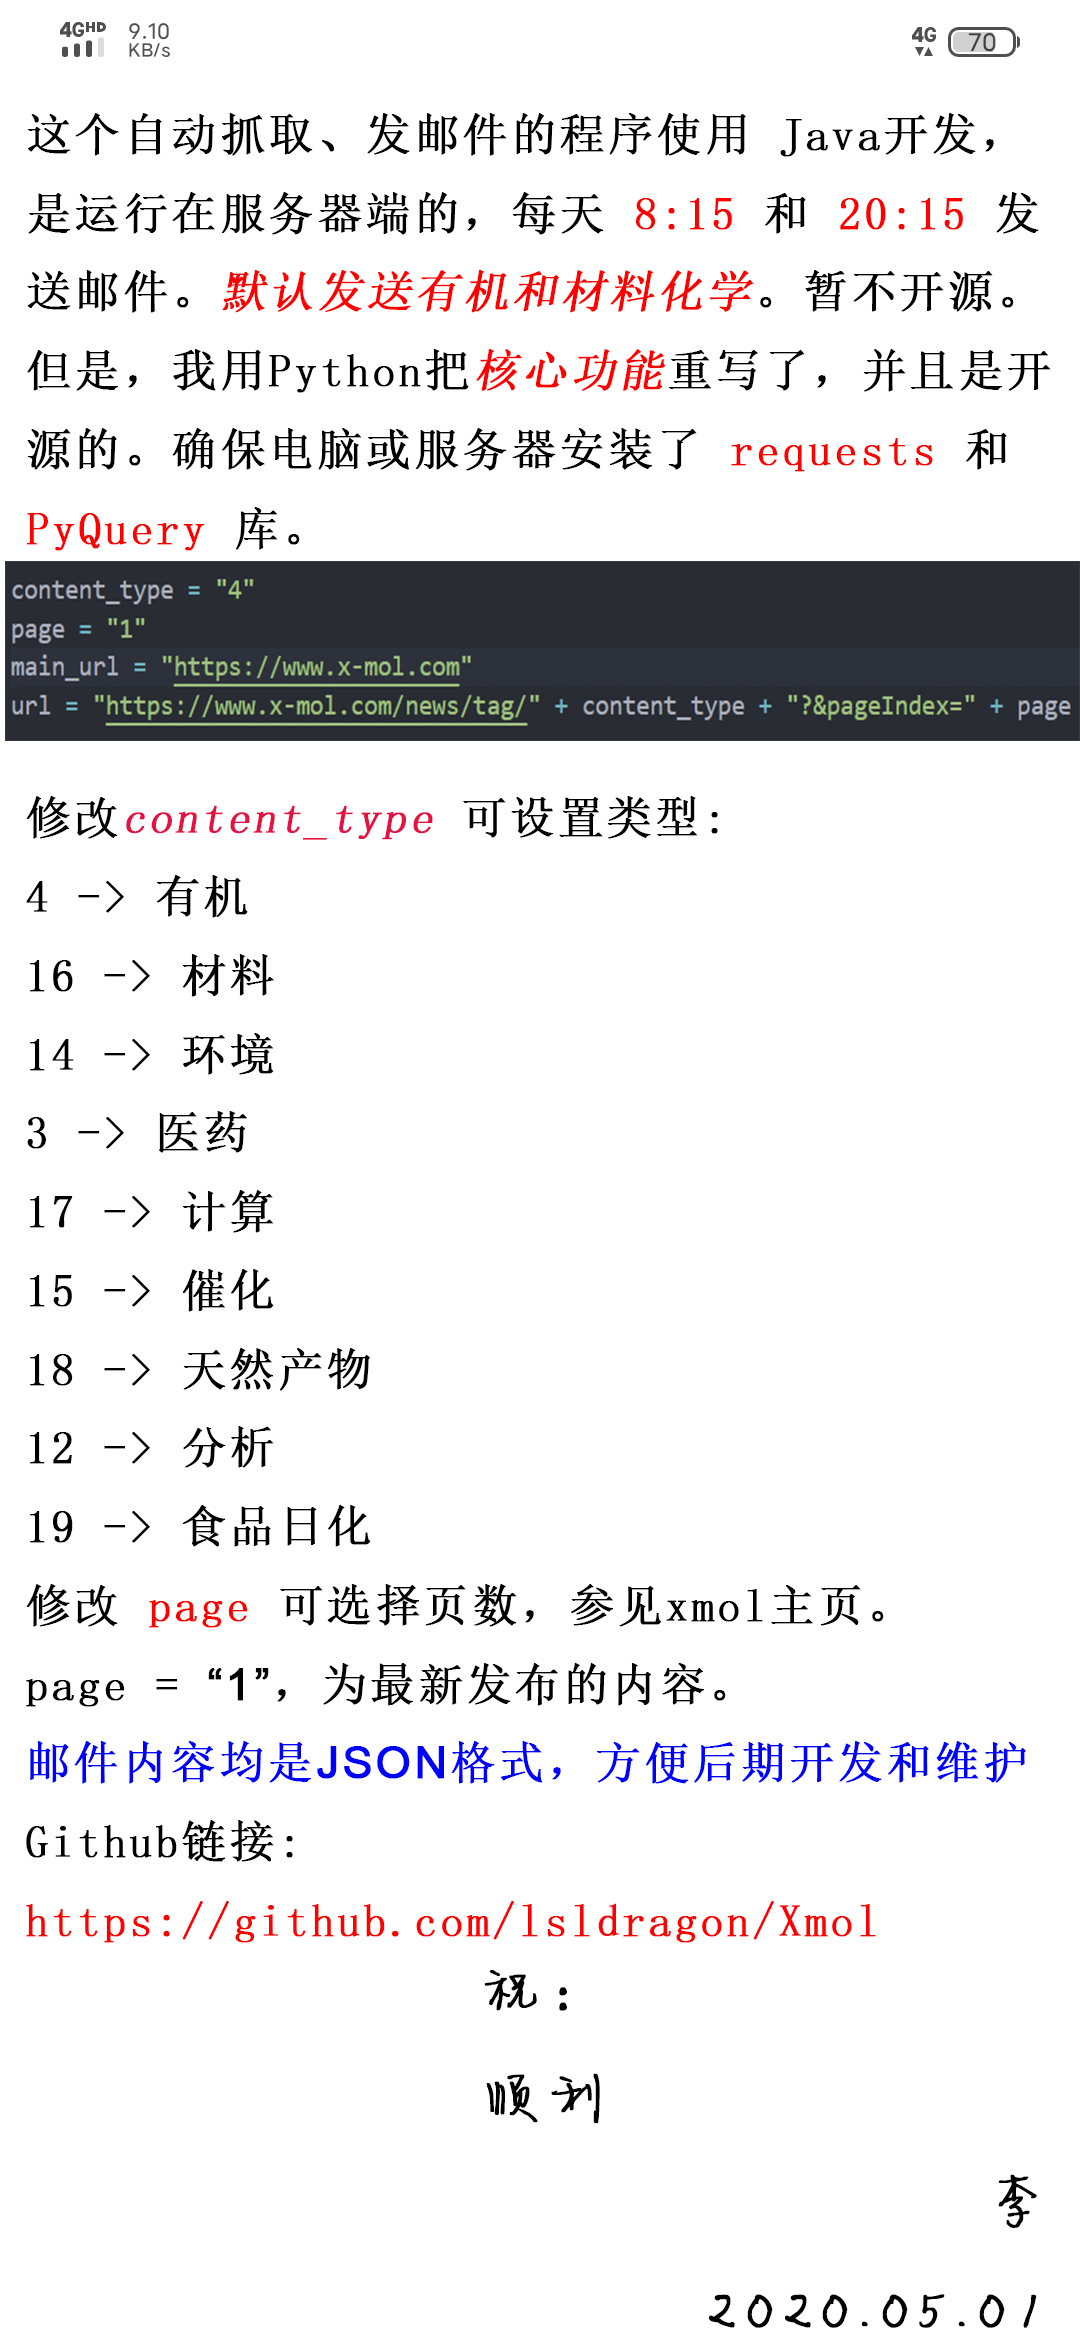 4GHD 9.10 KB/s 4G 70
这个自动抓取、发邮件的程序使用 Java开发，
是运行在服务器端的，每天 8:15 和 20:15 发
送邮件。默认发送有机和材料化学。暂不开源。
但是，我用Python把核心功能重写了，并且是开
源的。确保电脑或服务器安装了 requests 和
PyQuery 库。
content_type = "4"
page = "1"
main_url = "https://www.x-mol.com"
url = "https://www.x-mol.com/news/tag/" + content_type + "?&pageIndex=" + page
修改content_type 可设置类型：
4 -> 有机
16 -> 材料
14 -> 环境
3 -> 医药
17 -> 计算
15 -> 催化
18 -> 天然产物
12 -> 分析
19 -> 食品日化
修改 page 可选择页数，参见xmol主页。
page = “1”，为最新发布的内容。
邮件内容均是JSON格式，方便后期开发和维护
Github链接：
https://github.com/lsldragon/Xmol
祝：
顺利
李
2020.05.01